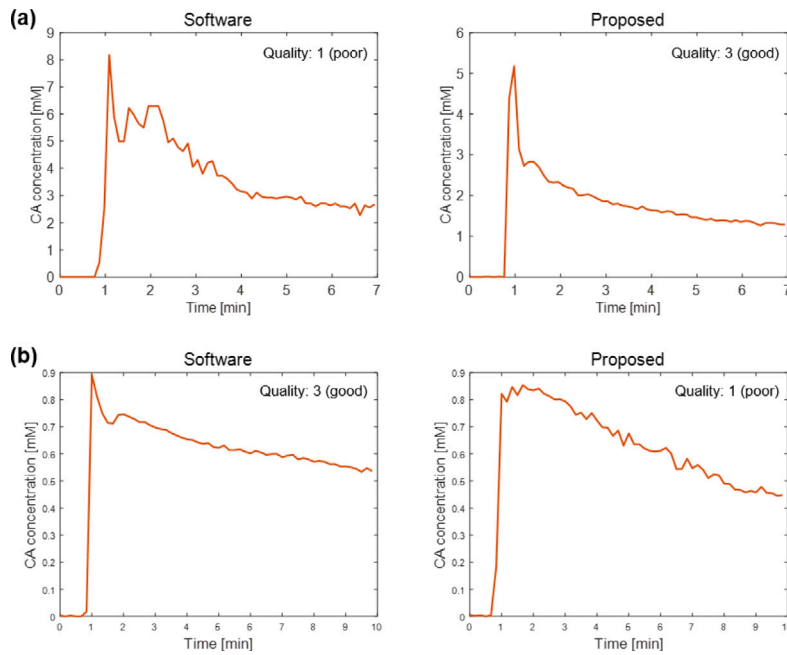 (a)
Software
Quality: 1 (poor)
CA concentration [mM]
9
8
7
6
5
4
3
2
1
0
0 1 2 3 4 5 6 7
Time [min]
Proposed
Quality: 3 (good)
CA concentration [mM]
6
5
4
3
2
1
0
0 1 2 3 4 5 6 7
Time [min]
(b)
Software
Quality: 3 (good)
CA concentration [mM]
0.9
0.8
0.7
0.6
0.5
0.4
0.3
0.2
0.1
0
0 1 2 3 4 5 6 7 8 9 10
Time [min]
Proposed
Quality: 1 (poor)
CA concentration [mM]
0.9
0.8
0.7
0.6
0.5
0.4
0.3
0.2
0.1
0
0 1 2 3 4 5 6 7 8 9
Time [min]